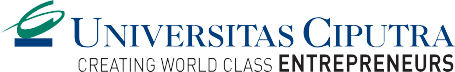 UNIVERSITAS CIPUTRA
CREATING WORLD CLASS ENTREPRENEURS